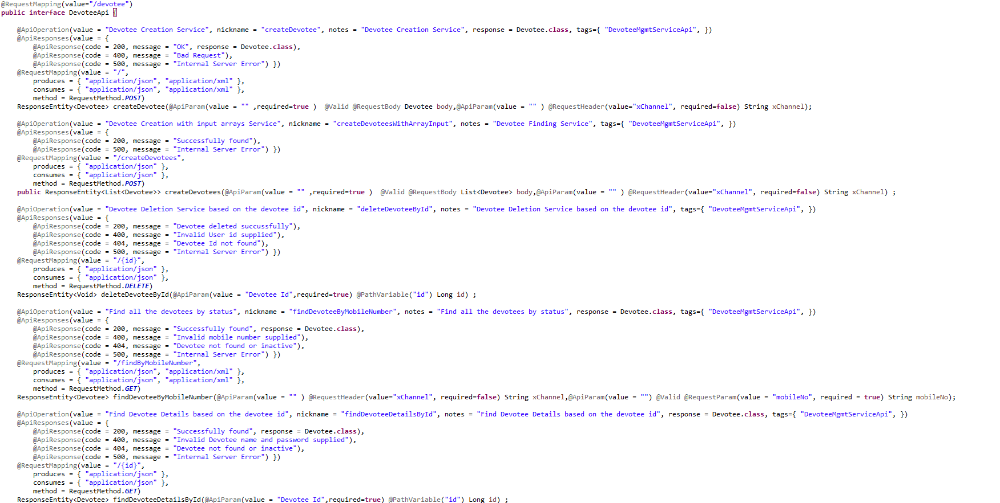 @RequestMapping(value="/devotee")
public interface DevoteeApi {
@ApiOperation(value = "Devotee Creation Service", nickname = "createDevotee", notes = "Devotee Creation Service", response = Devotee.class, tags={ "DevoteeMgmtServiceApi", })
@ApiResponses(value = {
@ApiResponse(code = 200, message = "OK", response = Devotee.class),
@ApiResponse(code = 400, message = "Bad Request"),
@ApiResponse(code = 500, message = "Internal Server Error") })
@RequestMapping(value = "/",
produces = { "application/json", "application/xml" },
consumes = { "application/json", "application/xml" },
method = RequestMethod.POST)
ResponseEntity<Devotee> createDevotee(@ApiParam(value = "" ,required=true )  @Valid @RequestBody Devotee body,@ApiParam(value = "" ) @RequestHeader(value="xChannel", required=false) String xChannel);
@ApiOperation(value = "Devotee Creation with input arrays Service", nickname = "createDevoteesWithArrayInput", notes = "Devotee Finding Service", tags={ "DevoteeMgmtServiceApi", })
@ApiResponses(value = {
@ApiResponse(code = 200, message = "Successfully found"),
@ApiResponse(code = 500, message = "Internal Server Error") })
@RequestMapping(value = "/createDevotees",
produces = { "application/json" },
consumes = { "application/json" },
method = RequestMethod.POST)
public ResponseEntity<List<Devotee>> createDevotees(@ApiParam(value = "" ,required=true )  @Valid @RequestBody List<Devotee> body,@ApiParam(value = "" ) @RequestHeader(value="xChannel", required=false) String xChannel) ;
@ApiOperation(value = "Devotee Deletion Service based on the devotee id", nickname = "deleteDevoteeById", notes = "Devotee Deletion Service based on the devotee id", tags={ "DevoteeMgmtServiceApi", })
@ApiResponses(value = {
@ApiResponse(code = 200, message = "Devotee deleted succussfully"),
@ApiResponse(code = 400, message = "Invalid User id supplied"),
@ApiResponse(code = 404, message = "Devotee Id not found"),
@ApiResponse(code = 500, message = "Internal Server Error") })
@RequestMapping(value = "/{id}",
produces = { "application/json" },
consumes = { "application/json" },
method = RequestMethod.DELETE)
ResponseEntity<Void> deleteDevoteeById(@ApiParam(value = "Devotee Id",required=true) @PathVariable("id") Long id) ;
@ApiOperation(value = "Find all the devotees by status", nickname = "findDevoteeByMobileNumber", notes = "Find all the devotees by status", response = Devotee.class, tags={ "DevoteeMgmtServiceApi", })
@ApiResponses(value = {
@ApiResponse(code = 200, message = "Successfully found", response = Devotee.class),
@ApiResponse(code = 400, message = "Invalid mobile number supplied"),
@ApiResponse(code = 404, message = "Devotee not found or inactive"),
@ApiResponse(code = 500, message = "Internal Server Error") })
@RequestMapping(value = "/findByMobileNumber",
produces = { "application/json", "application/xml" },
consumes = { "application/json", "application/xml" },
method = RequestMethod.GET)
ResponseEntity<Devotee> findDevoteeByMobileNumber(@ApiParam(value = "" ) @RequestHeader(value="xChannel", required=false) String xChannel,@ApiParam(value = "") @Valid @RequestParam(value = "mobileNo", required = true) String mobileNo);
@ApiOperation(value = "Find Devotee Details based on the devotee id", nickname = "findDevoteeDetailsById", notes = "Find Devotee Details based on the devotee id", response = Devotee.class, tags={ "DevoteeMgmtServiceApi", })
@ApiResponses(value = {
@ApiResponse(code = 200, message = "Successfully found", response = Devotee.class),
@ApiResponse(code = 400, message = "Invalid Devotee name and password supplied"),
@ApiResponse(code = 404, message = "Devotee not found or inactive"),
@ApiResponse(code = 500, message = "Internal Server Error") })
@RequestMapping(value = "/{id}",
produces = { "application/json" },
consumes = { "application/json" },
method = RequestMethod.GET)
ResponseEntity<Devotee> findDevoteeDetailsById(@ApiParam(value = "Devotee Id",required=true) @PathVariable("id") Long id) ;